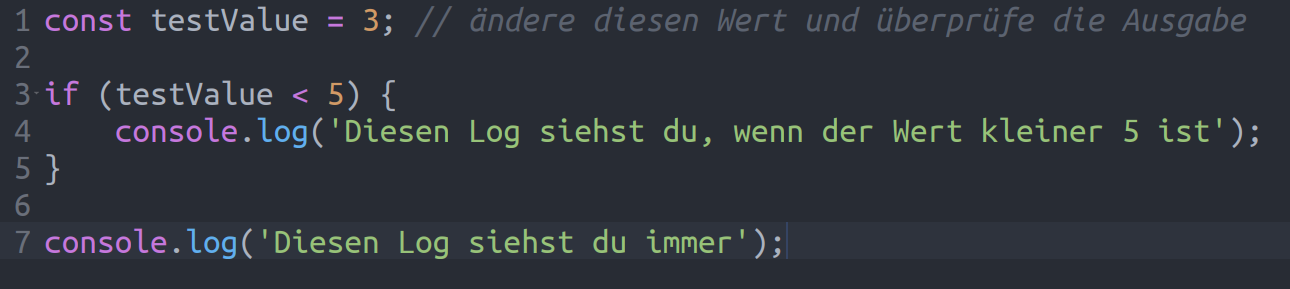 1 const testValue = 3; // ändere diesen Wert und überprüfe die Ausgabe
2
3 if (testValue < 5) {
4     console.log('Diesen Log siehst du, wenn der Wert kleiner 5 ist');
5 }
6
7 console.log('Diesen Log siehst du immer');